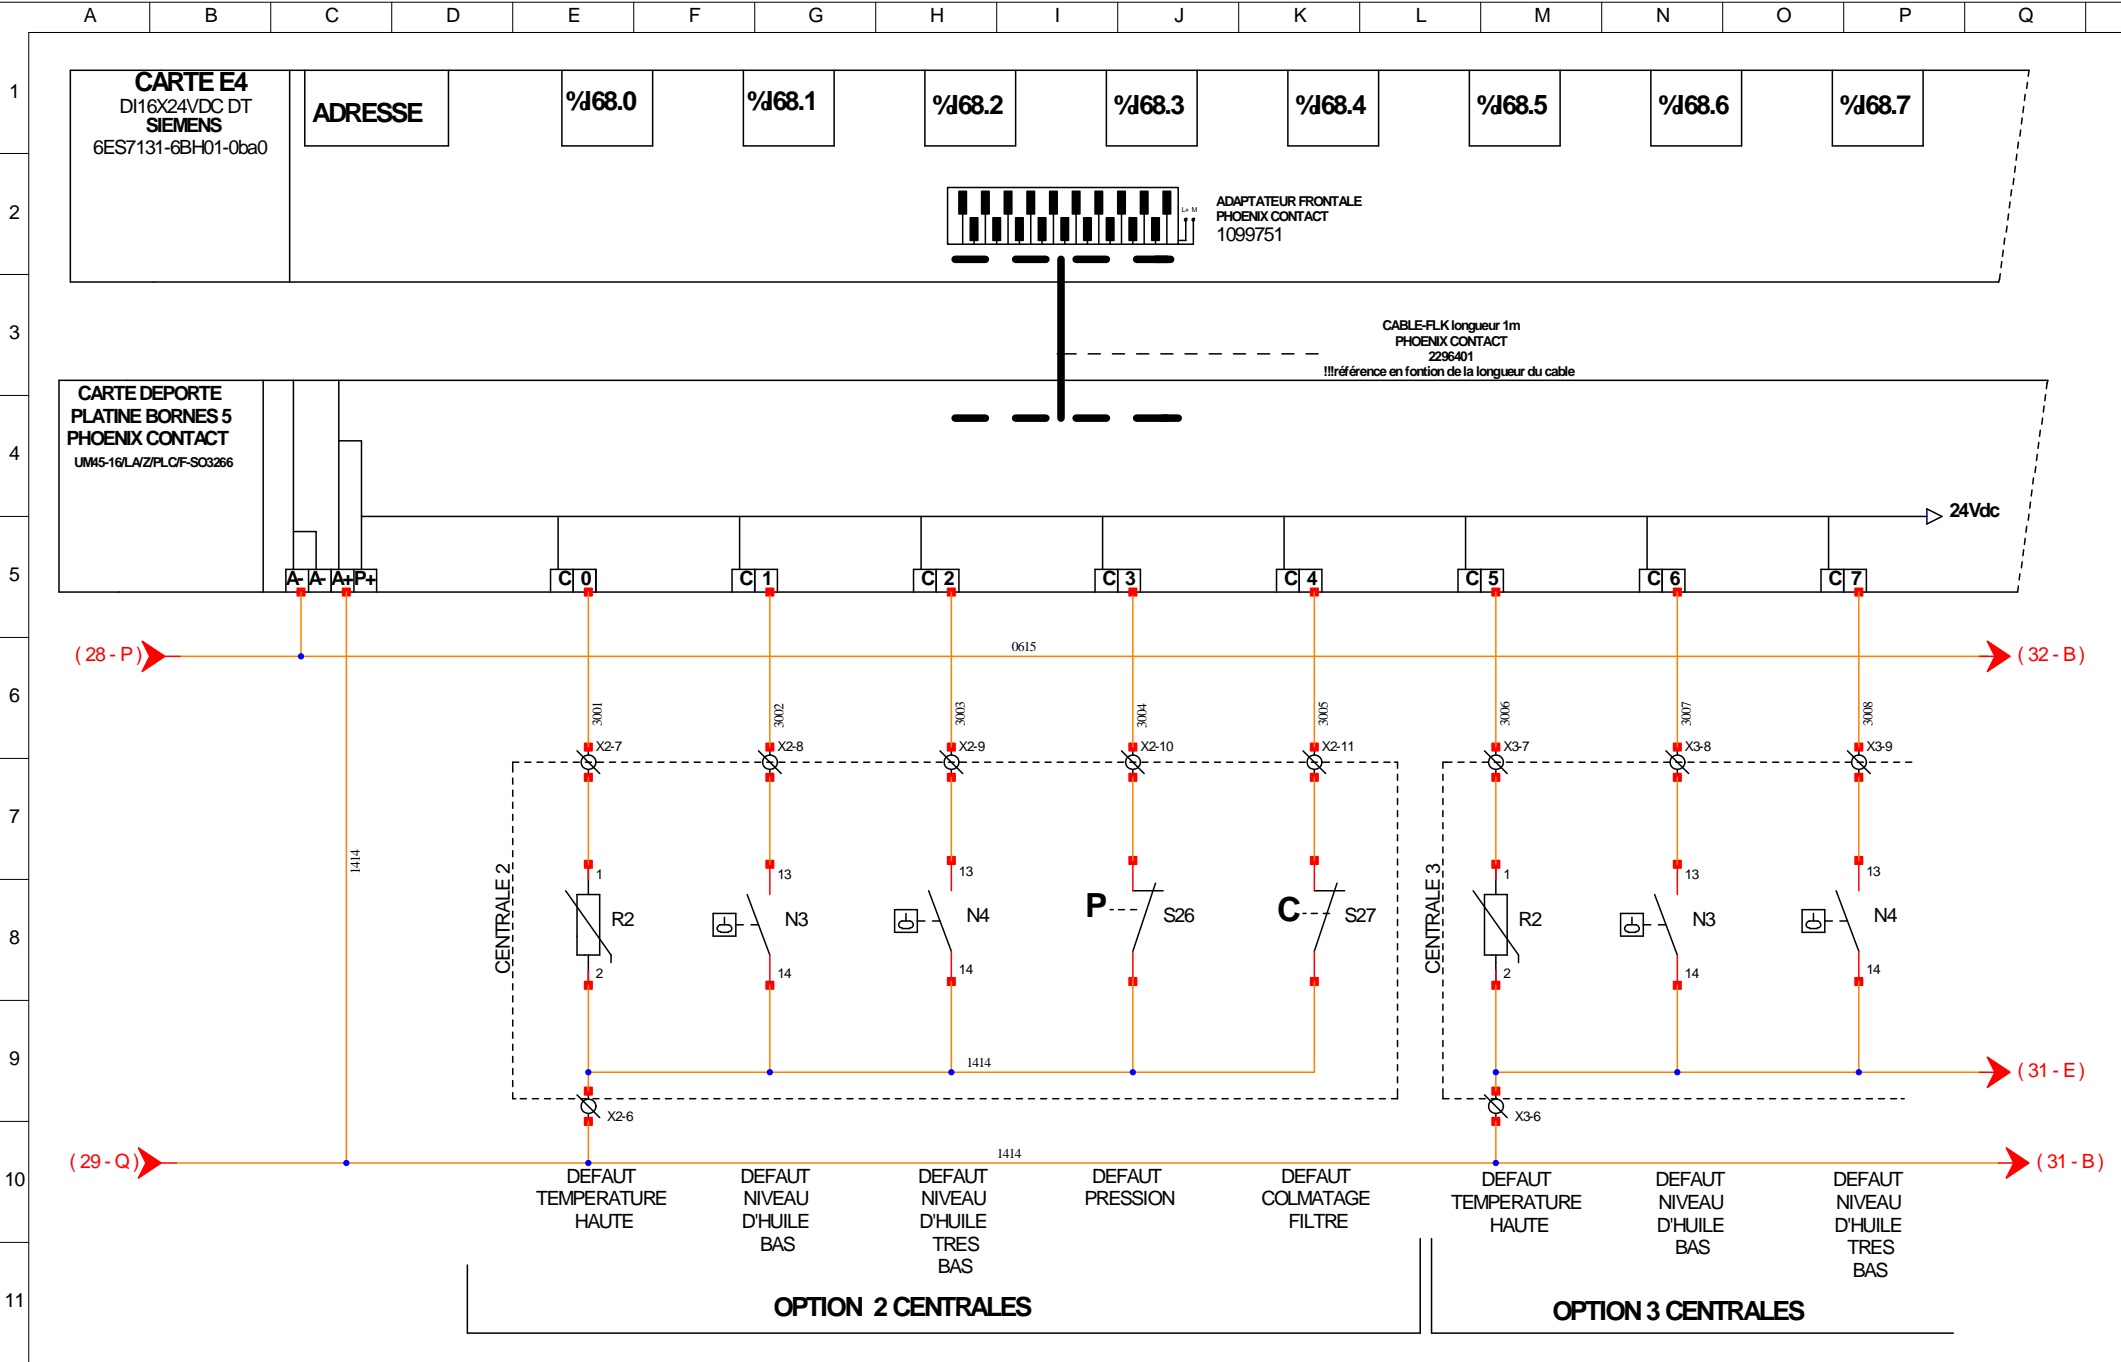 A B C D E F G H I J K L M N O P Q
1
CARTE E4
DI16X24VDC DT
SIEMENS
6ES7131-6BH01-0ba0
ADRESSE
%I68.0 %I68.1 %I68.2 %I68.3 %I68.4 %I68.5 %I68.6 %I68.7
2
L+ M
ADAPTATEUR FRONTALE
PHOENIX CONTACT
1099751
3
CABLE-FLK longueur 1m
PHOENIX CONTACT
2296401
!!!référence en fontion de la longueur du cable
CARTE DEPORTE
PLATINE BORNES 5
PHOENIX CONTACT
UM45-16/LA/Z/PLC/F-SO3266
4
24Vdc
5
A- A- A+ P+ C 0 C 1 C 2 C 3 C 4 C 5 C 6 C 7
( 28 - P ) 0615 ( 32 - B )
6
3001 3002 3003 3004 3005 3006 3007 3008
X2-7 X2-8 X2-9 X2-10 X2-11 X3-7 X3-8 X3-9
7
1414
CENTRALE 2
CENTRALE 3
1 13 13 1 13 13
8
R2 N3 N4 P S26 C S27 R2 N3 N4
2 14 14 2 14 14
9
1414
( 31 - E )
X2-6 X3-6
( 29 - Q ) 1414 ( 31 - B )
10
DEFAUT
TEMPERATURE
HAUTE
DEFAUT
NIVEAU
D'HUILE
BAS
DEFAUT
NIVEAU
D'HUILE
TRES
BAS
DEFAUT
PRESSION
DEFAUT
COLMATAGE
FILTRE
DEFAUT
TEMPERATURE
HAUTE
DEFAUT
NIVEAU
D'HUILE
BAS
DEFAUT
NIVEAU
D'HUILE
TRES
BAS
11
OPTION 2 CENTRALES
OPTION 3 CENTRALES